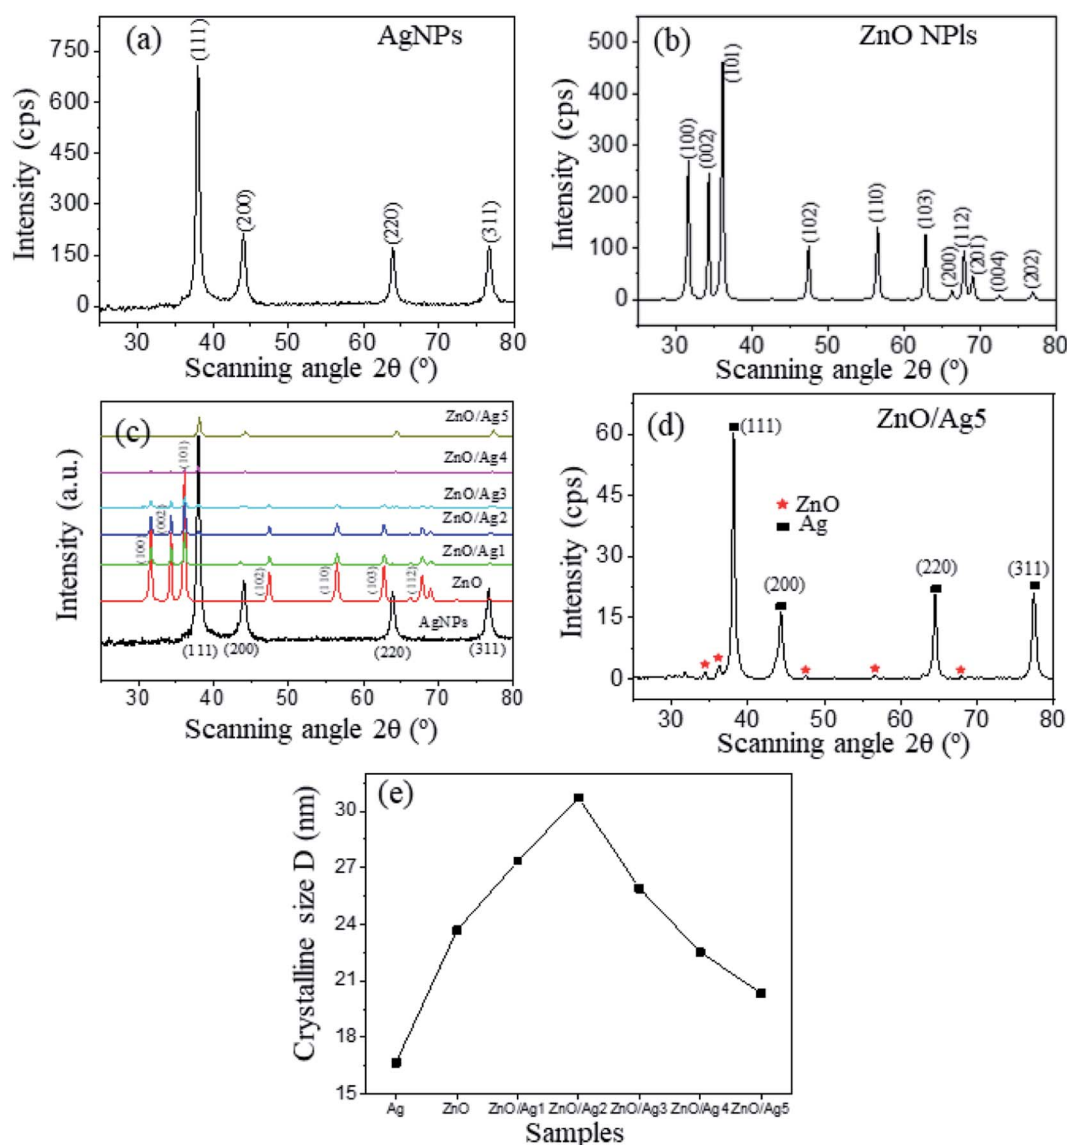 (a)
AgNPs
Intensity (cps)
750
600
450
300
150
0
(111)
(200)
(220)
(311)
30 40 50 60 70 80
Scanning angle 2θ (º)
(b)
ZnO NPls
Intensity (cps)
500
400
300
200
100
0
(100)
(002)
(101)
(102)
(110)
(103)
(200)
(112)
(201)
(004)
(202)
30 40 50 60 70 80
Scanning angle 2θ (º)
(c)
Intensity (a.u.)
ZnO/Ag5
ZnO/Ag4
ZnO/Ag3
ZnO/Ag2
ZnO/Ag1
ZnO
AgNPs
(100)
(002)
(101)
(102)
(110)
(103)
(112)
(111) (200) (220) (311)
30 40 50 60 70 80
Scanning angle 2θ (º)
(d)
ZnO/Ag5
Intensity (cps)
60
45
30
15
0
(111)
ZnO
Ag
(200)
(220)
(311)
30 40 50 60 70 80
Scanning angle 2θ (º)
(e)
Crystalline size D (nm)
30
27
24
21
18
15
Ag ZnO ZnO/Ag1 ZnO/Ag2 ZnO/Ag3 ZnO/Ag4 ZnO/Ag5
Samples